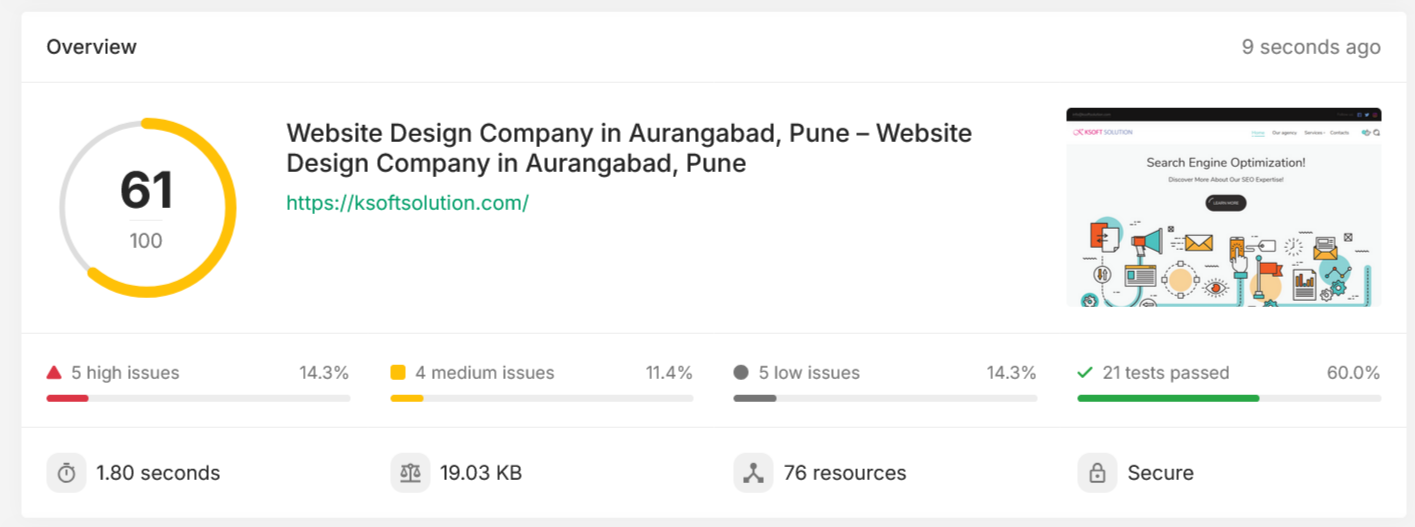 Overview
9 seconds ago
61
100
Website Design Company in Aurangabad, Pune – Website
Design Company in Aurangabad, Pune
https://ksoftsolution.com/
KSOFT SOLUTION
Home Our agency Services Contacts
Search Engine Optimization!
Discover More About Our SEO Expertise!
LEARN MORE
5 high issues 14.3%
4 medium issues 11.4%
5 low issues 14.3%
21 tests passed 60.0%
1.80 seconds
19.03 KB
76 resources
Secure